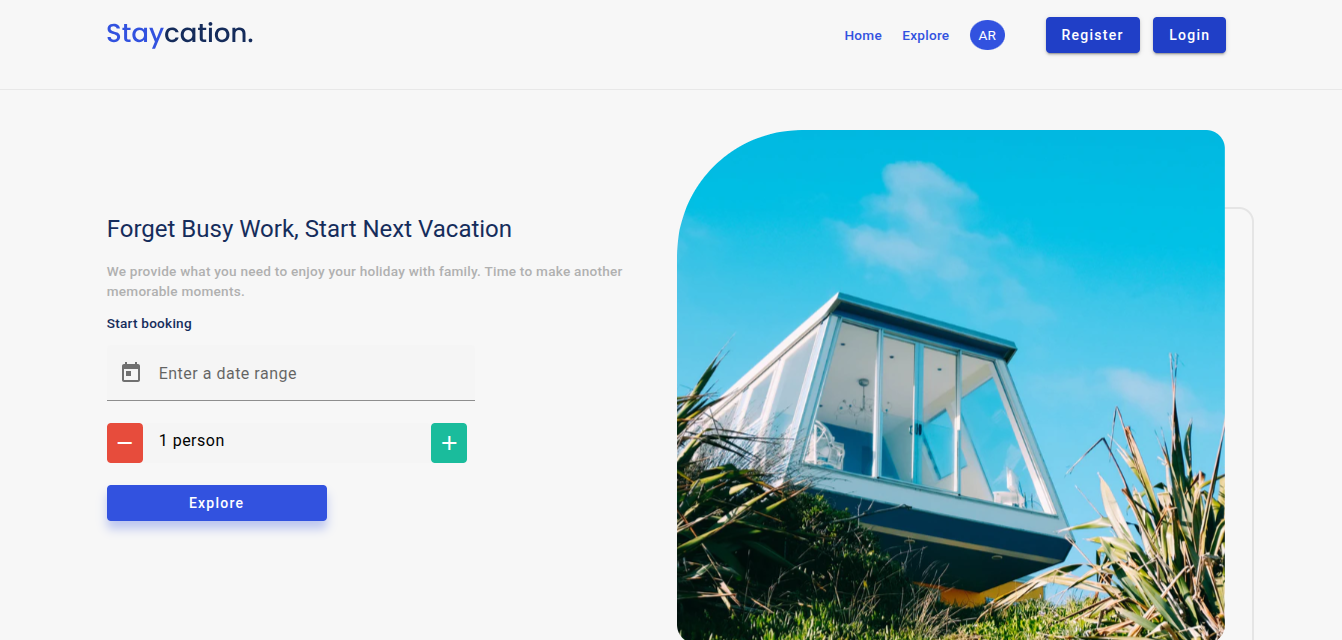 Staycation.
Home
Explore
AR
Register
Login
Forget Busy Work, Start Next Vacation
We provide what you need to enjoy your holiday with family. Time to make another
memorable moments.
Start booking
Enter a date range
1 person
Explore